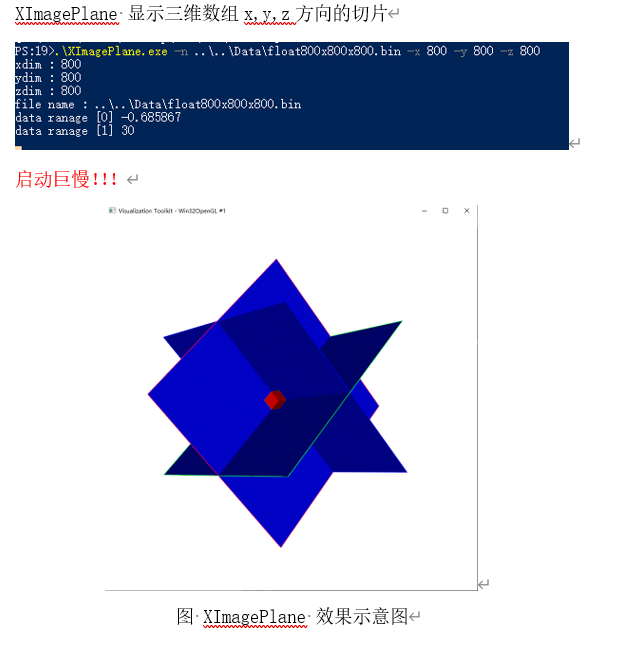 XImagePlane 显示三维数组 x,y,z 方向的切片
PS:19>.\XImagePlane.exe -n ..\..\Data\float800x800x800.bin -x 800 -y 800 -z 800
xdim : 800
ydim : 800
zdim : 800
file name : ..\..\Data\float800x800x800.bin
data ranage [0] -0.685867
data ranage [1] 30
启动巨慢!!!
Visualization Toolkit - Win32OpenGL #1
图 XImagePlane 效果示意图